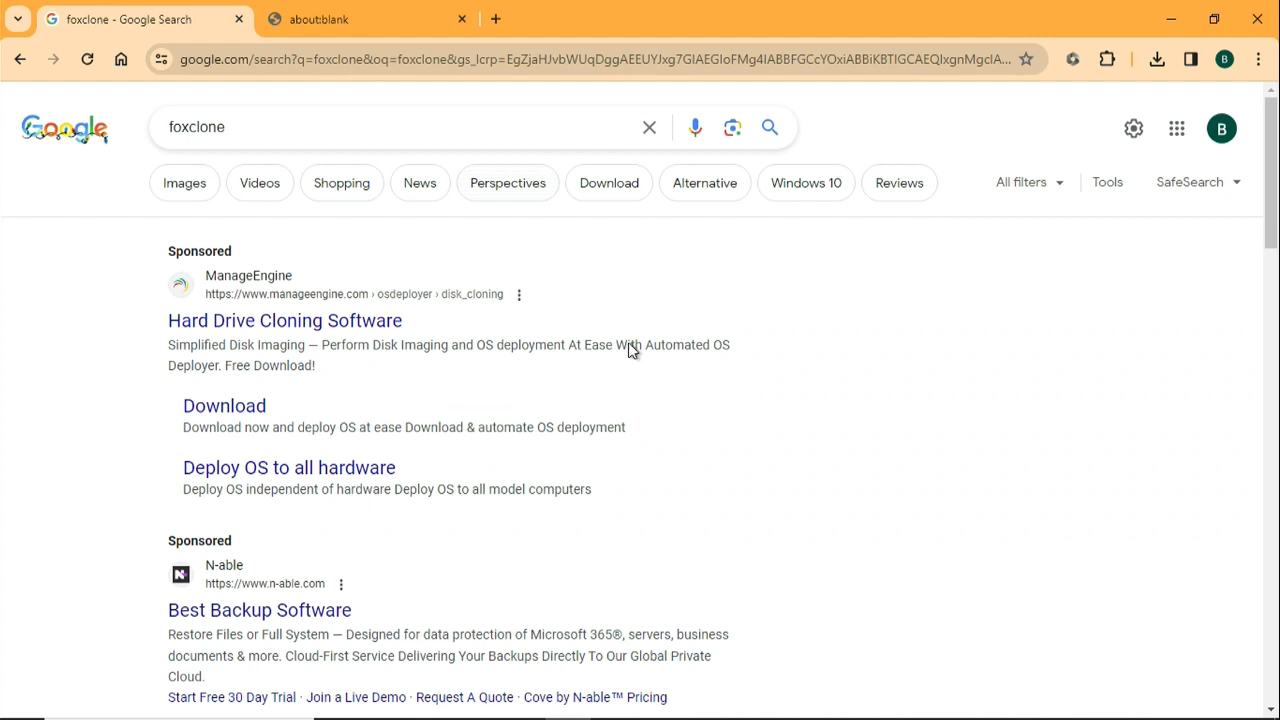 foxclone - Google Search
about:blank
google.com/search?q=foxclone&oq=foxclone&gs_lcrp=EgZjaHJvbWUqDggAEEUYJxg7GIAEGIoFMg4IABBFGCcYOxiABBiKBTIGCAEQIxgnMgcIA...
B
Google
foxclone
B
Images
Videos
Shopping
News
Perspectives
Download
Alternative
Windows 10
Reviews
All filters
Tools
SafeSearch
Sponsored
ManageEngine
https://www.manageengine.com › osdeployer › disk_cloning
Hard Drive Cloning Software
Simplified Disk Imaging — Perform Disk Imaging and OS deployment At Ease With Automated OS
Deployer. Free Download!
Download
Download now and deploy OS at ease Download & automate OS deployment
Deploy OS to all hardware
Deploy OS independent of hardware Deploy OS to all model computers
Sponsored
N-able
https://www.n-able.com
Best Backup Software
Restore Files or Full System — Designed for data protection of Microsoft 365®, servers, business
documents & more. Cloud-First Service Delivering Your Backups Directly To Our Global Private
Cloud.
Start Free 30 Day Trial · Join a Live Demo · Request A Quote · Cove by N-able™ Pricing